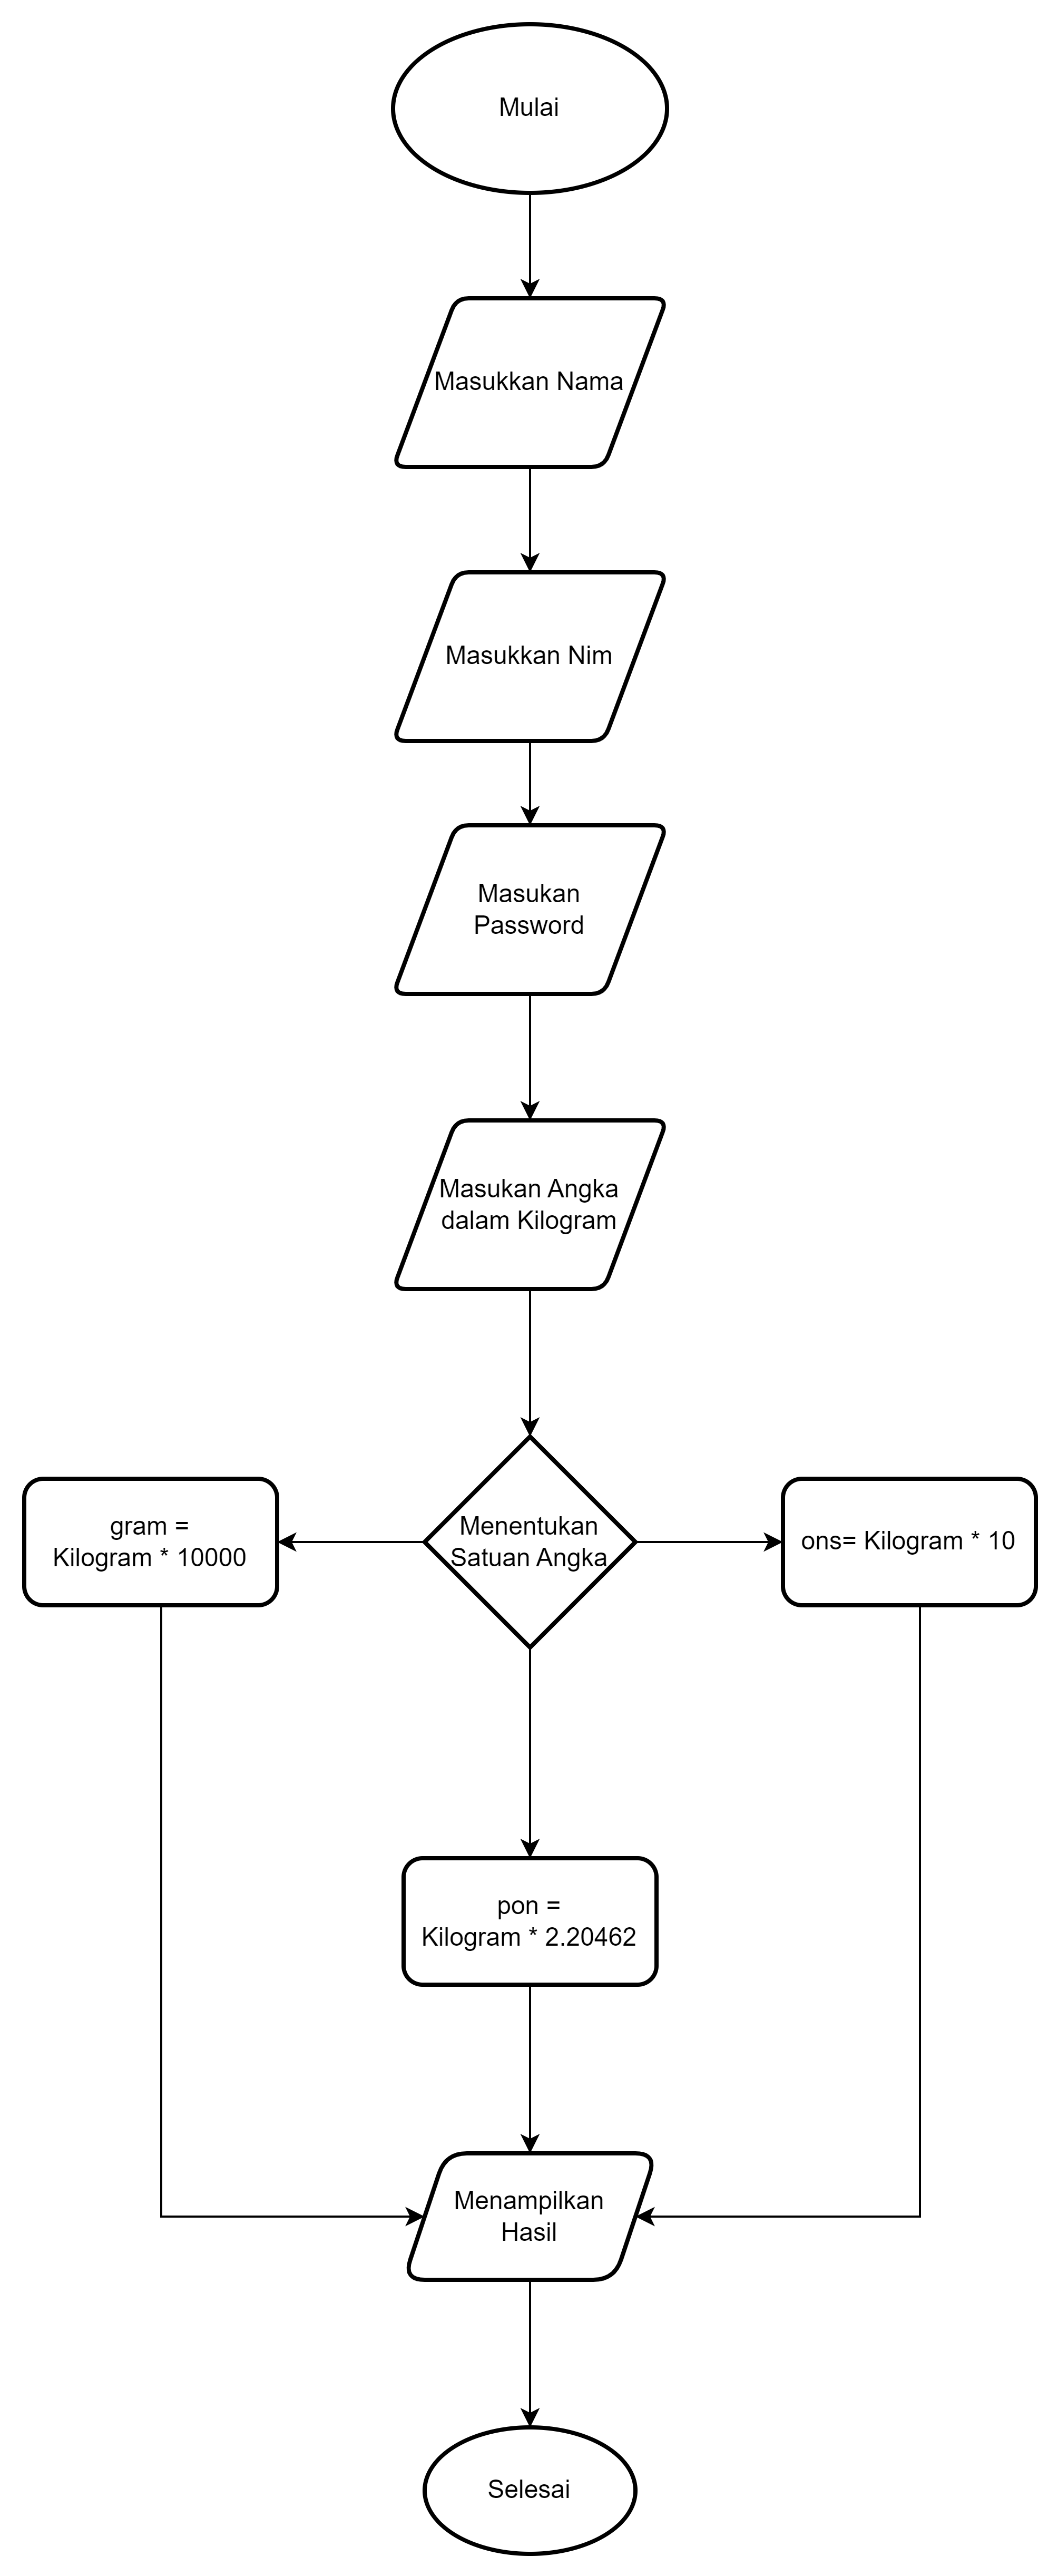 Mulai
Masukkan Nama
Masukkan Nim
Masukan
Password
Masukan Angka
dalam Kilogram
gram =
Kilogram * 10000
Menentukan
Satuan Angka
ons= Kilogram * 10
pon =
Kilogram * 2.20462
Menampilkan
Hasil
Selesai